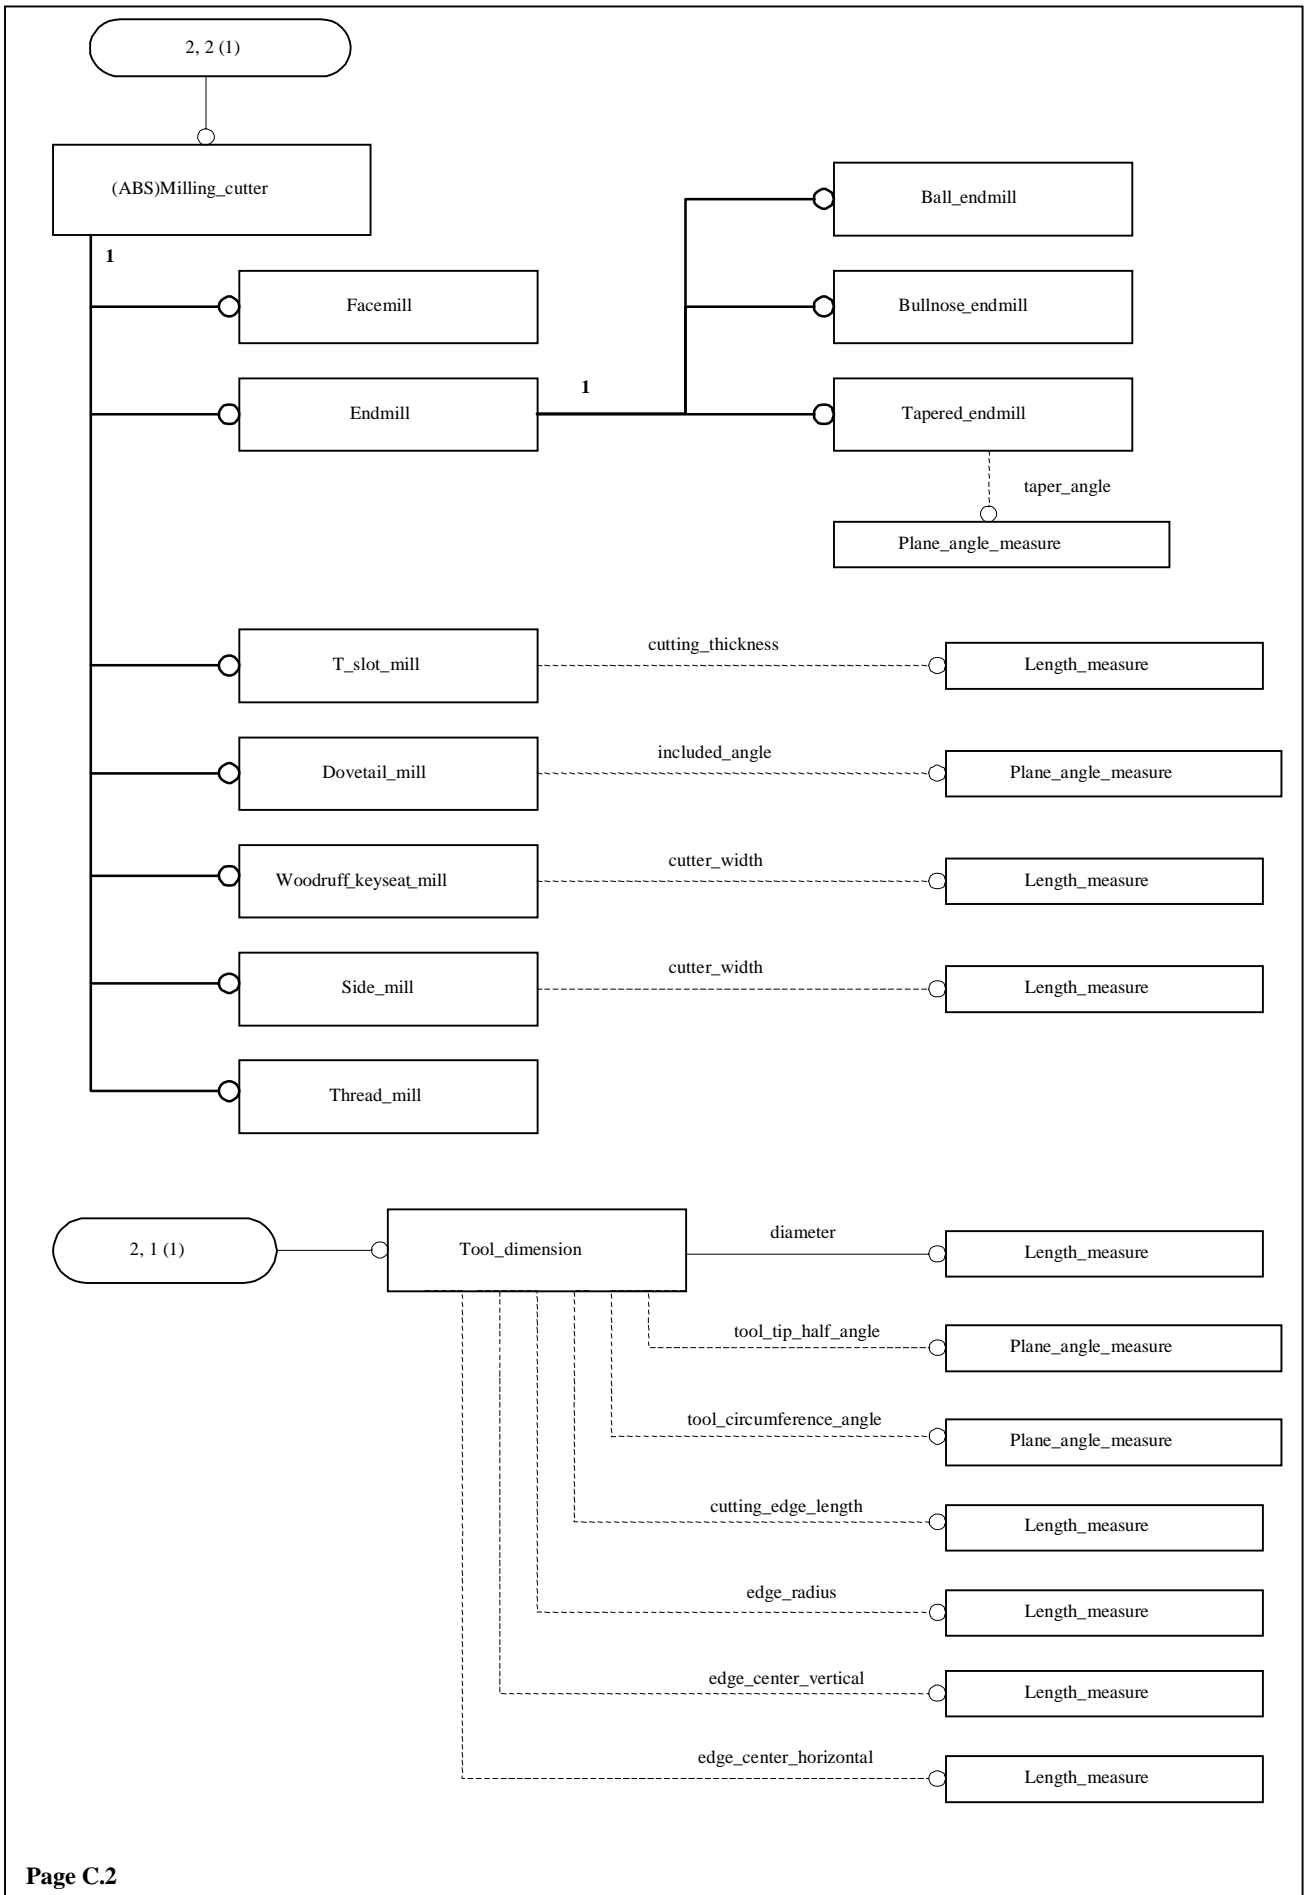 2, 2 (1)
(ABS)Milling_cutter
1
Ball_endmill
Facemill
Bullnose_endmill
1
Endmill
Tapered_endmill
taper_angle
Plane_angle_measure
T_slot_mill
cutting_thickness
Length_measure
Dovetail_mill
included_angle
Plane_angle_measure
Woodruff_keyseat_mill
cutter_width
Length_measure
Side_mill
cutter_width
Length_measure
Thread_mill
2, 1 (1)
Tool_dimension
diameter
Length_measure
tool_tip_half_angle
Plane_angle_measure
tool_circumference_angle
Plane_angle_measure
cutting_edge_length
Length_measure
edge_radius
Length_measure
edge_center_vertical
Length_measure
edge_center_horizontal
Length_measure
Page C.2